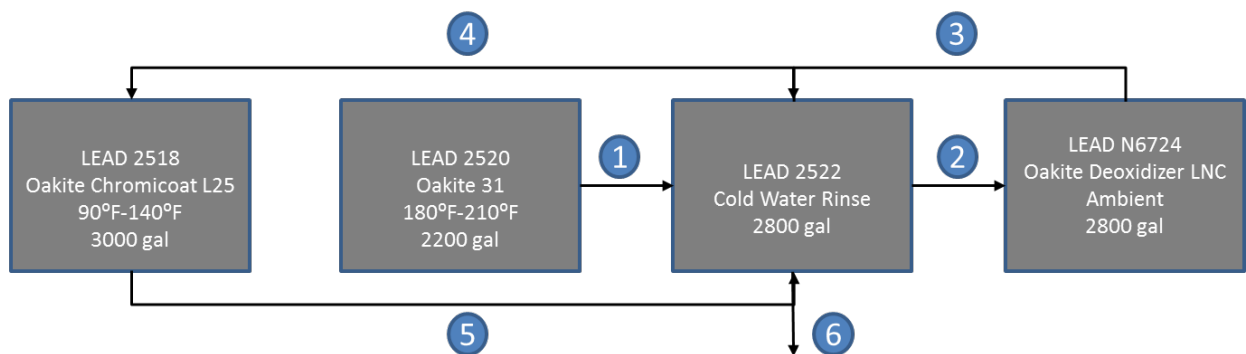 4
3
LEAD 2518
Oakite Chromicoat L25
90°F-140°F
3000 gal
LEAD 2520
Oakite 31
180°F-210°F
2200 gal
1
LEAD 2522
Cold Water Rinse
2800 gal
2
LEAD N6724
Oakite Deoxidizer LNC
Ambient
2800 gal
5
6